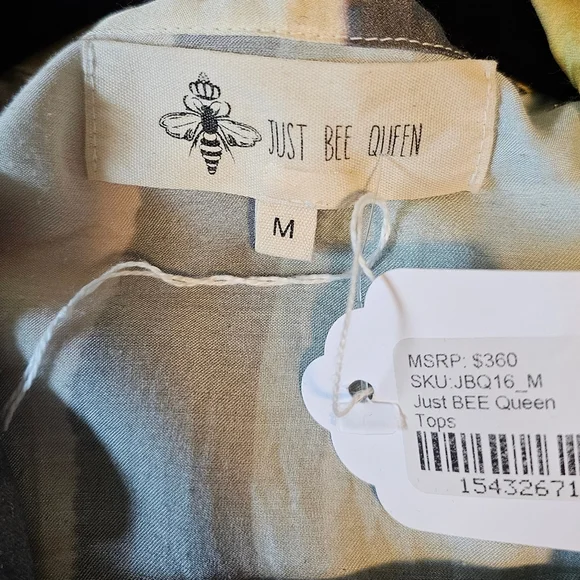 JUST BEE QUEEN
M
MSRP: $360
SKU:JBQ16_M
Just BEE Queen
Tops
15432671